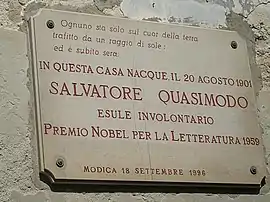 Ognuno sta solo sul cuor della terra
trafitto da un raggio di sole:
ed è subito sera.
IN QUESTA CASA NACQUE, IL 20 AGOSTO 1901
SALVATORE QUASIMODO
ESULE INVOLONTARIO
PREMIO NOBEL PER LA LETTERATURA 1959
MODICA 18 SETTEMBRE 1986